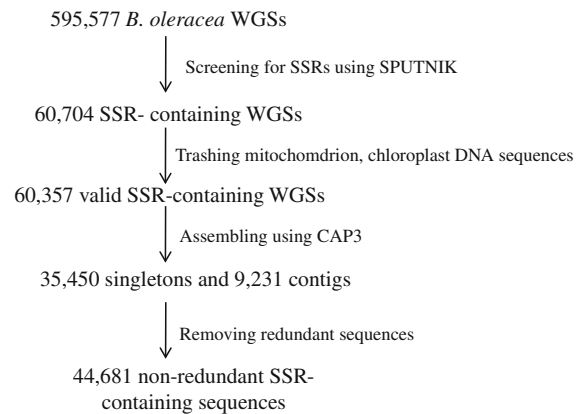 595,577 B. oleracea WGSs
Screening for SSRs using SPUTNIK
60,704 SSR- containing WGSs
Trashing mitochomdrion, chloroplast DNA sequences
60,357 valid SSR-containing WGSs
Assembling using CAP3
35,450 singletons and 9,231 contigs
Removing redundant sequences
44,681 non-redundant SSR-
containing sequences